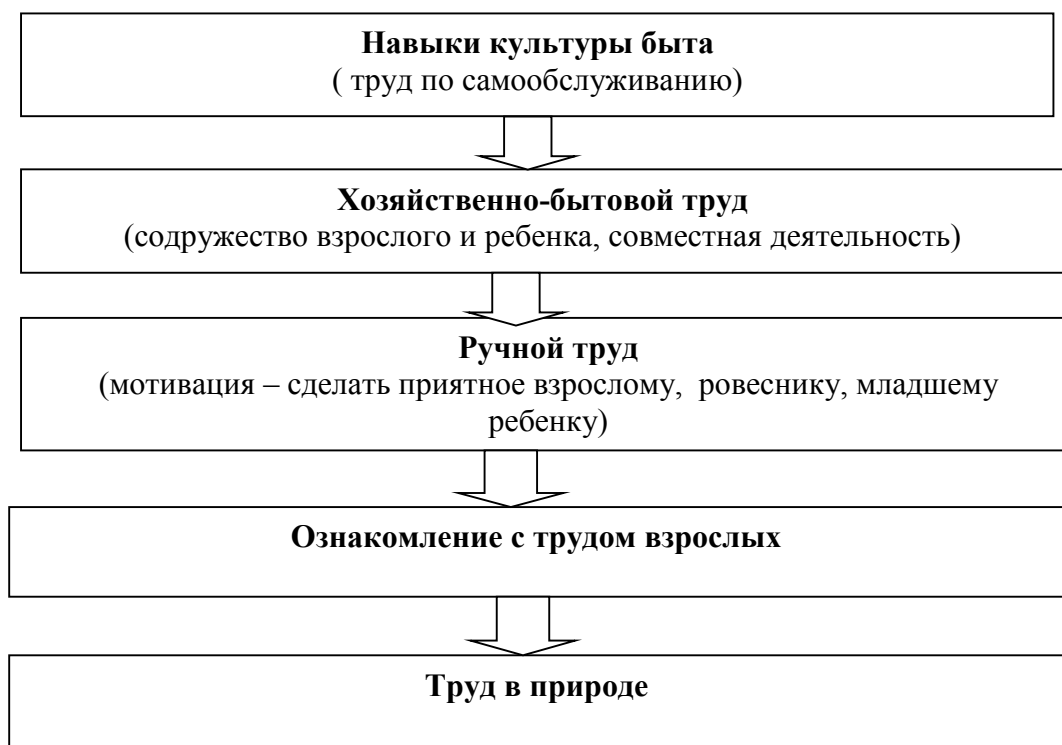 Навыки культуры быта
( труд по самообслуживанию)
Хозяйственно-бытовой труд
(содружество взрослого и ребенка, совместная деятельность)
Ручной труд
(мотивация – сделать приятное взрослому, ровеснику, младшему
ребенку)
Ознакомление с трудом взрослых
Труд в природе